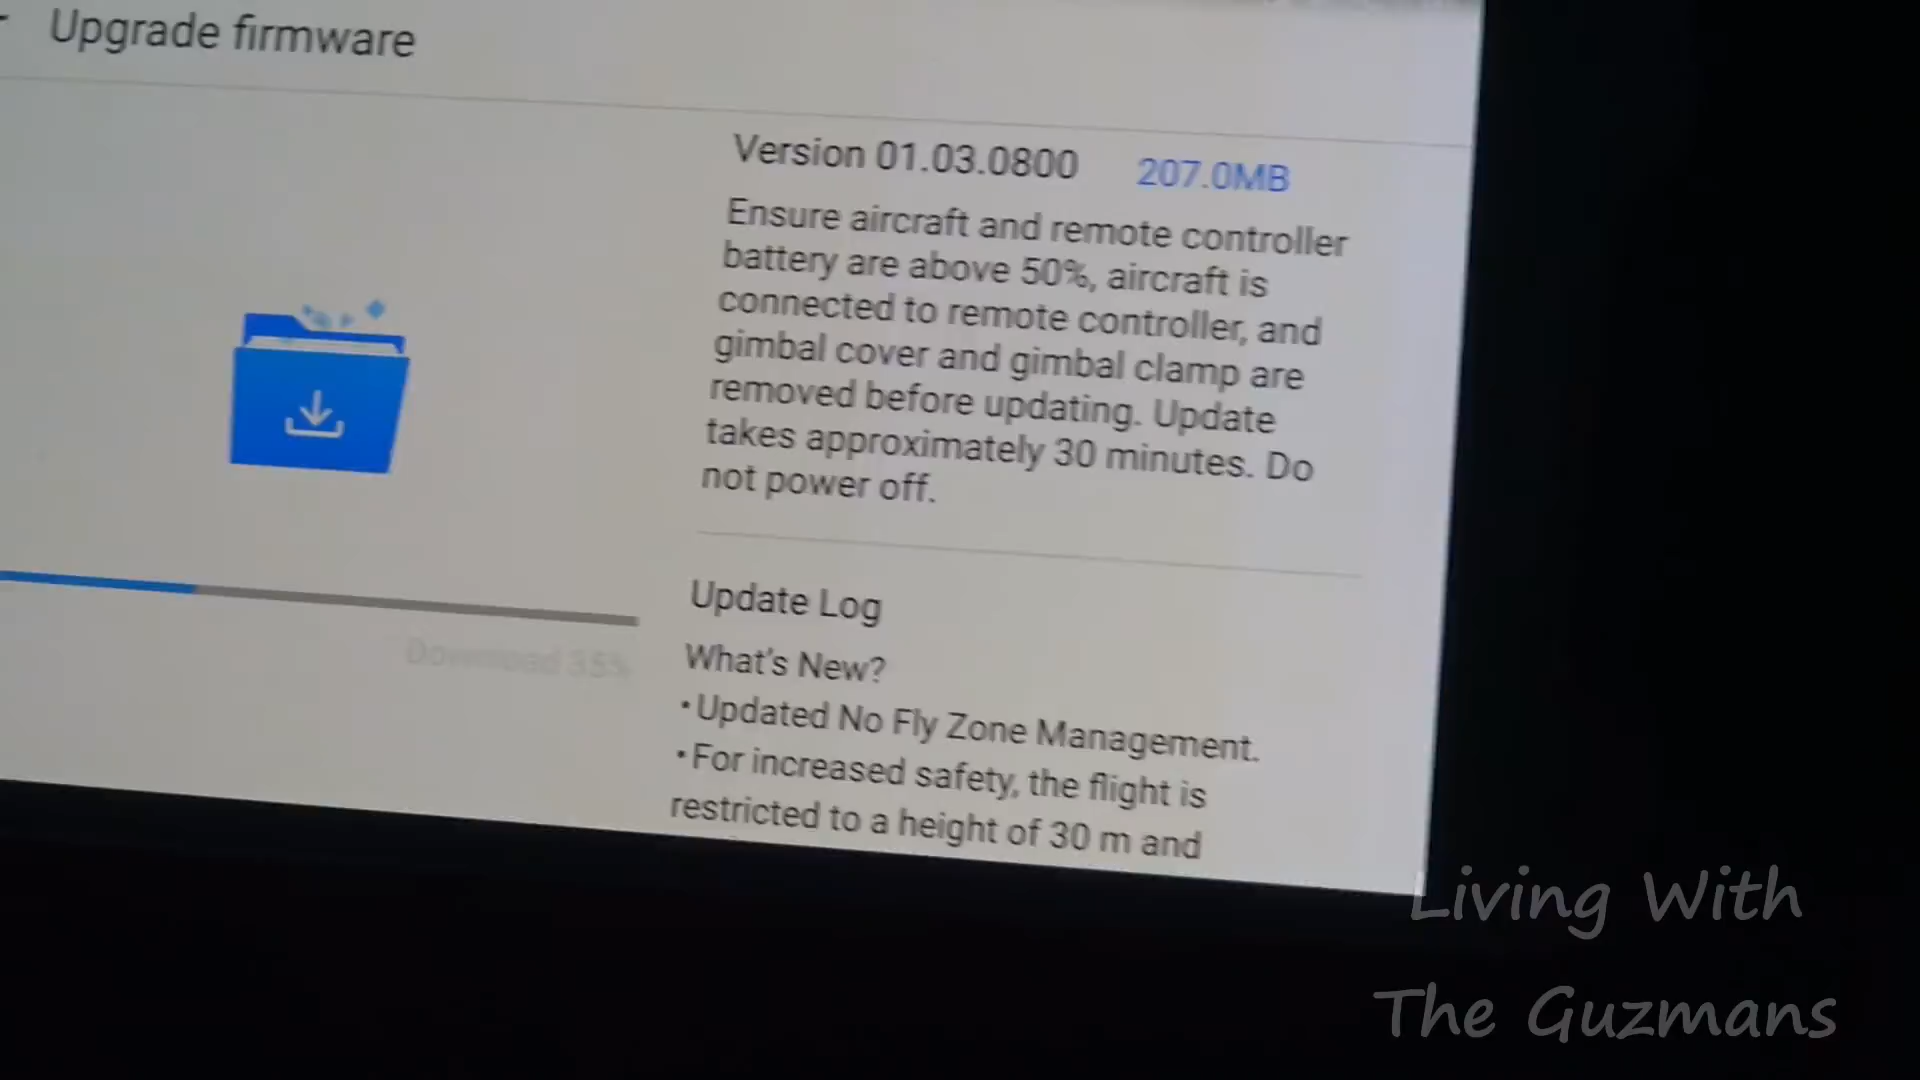 Upgrade firmware
Version 01.03.0800 207.0MB
Ensure aircraft and remote controller
battery are above 50%, aircraft is
connected to remote controller, and
gimbal cover and gimbal clamp are
removed before updating. Update
takes approximately 30 minutes. Do
not power off.
Download 35%
Update Log
What's New?
•Updated No Fly Zone Management.
•For increased safety, the flight is
restricted to a height of 30 m and
Living With
The Guzmans